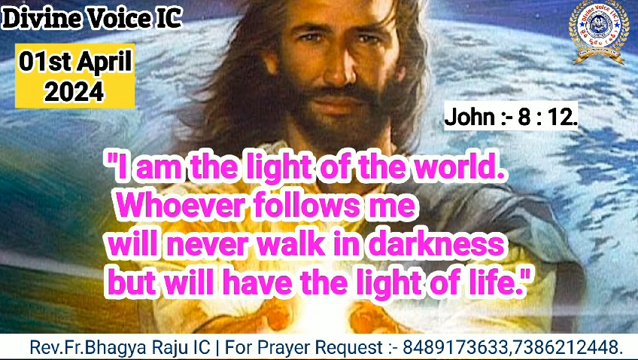 Divine Voice IC
01st April
2024
John :- 8 : 12.
"I am the light of the world.
Whoever follows me
will never walk in darkness
but will have the light of life."
Rev.Fr.Bhagya Raju IC | For Prayer Request :- 8489173633,7386212448.